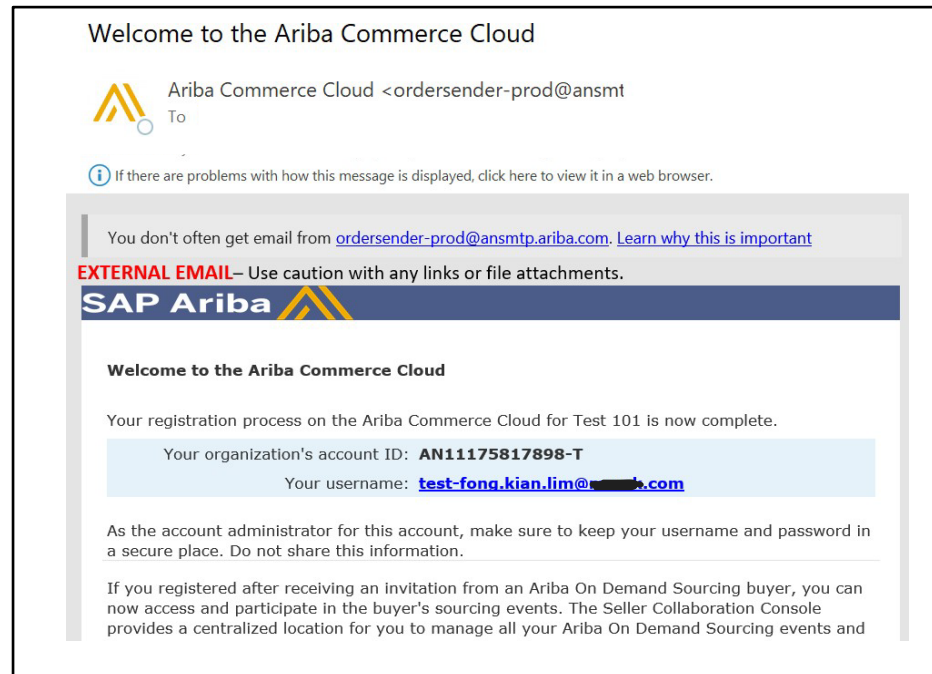 Welcome to the Ariba Commerce Cloud
Ariba Commerce Cloud <ordersender-prod@ansmt
To
If there are problems with how this message is displayed, click here to view it in a web browser.
You don't often get email from ordersender-prod@ansmtp.ariba.com. Learn why this is important
EXTERNAL EMAIL– Use caution with any links or file attachments.
SAP Ariba
Welcome to the Ariba Commerce Cloud
Your registration process on the Ariba Commerce Cloud for Test 101 is now complete.
Your organization's account ID: AN11175817898-T
Your username: test-fong.kian.lim@ .com
As the account administrator for this account, make sure to keep your username and password in
a secure place. Do not share this information.
If you registered after receiving an invitation from an Ariba On Demand Sourcing buyer, you can
now access and participate in the buyer's sourcing events. The Seller Collaboration Console
provides a centralized location for you to manage all your Ariba On Demand Sourcing events and